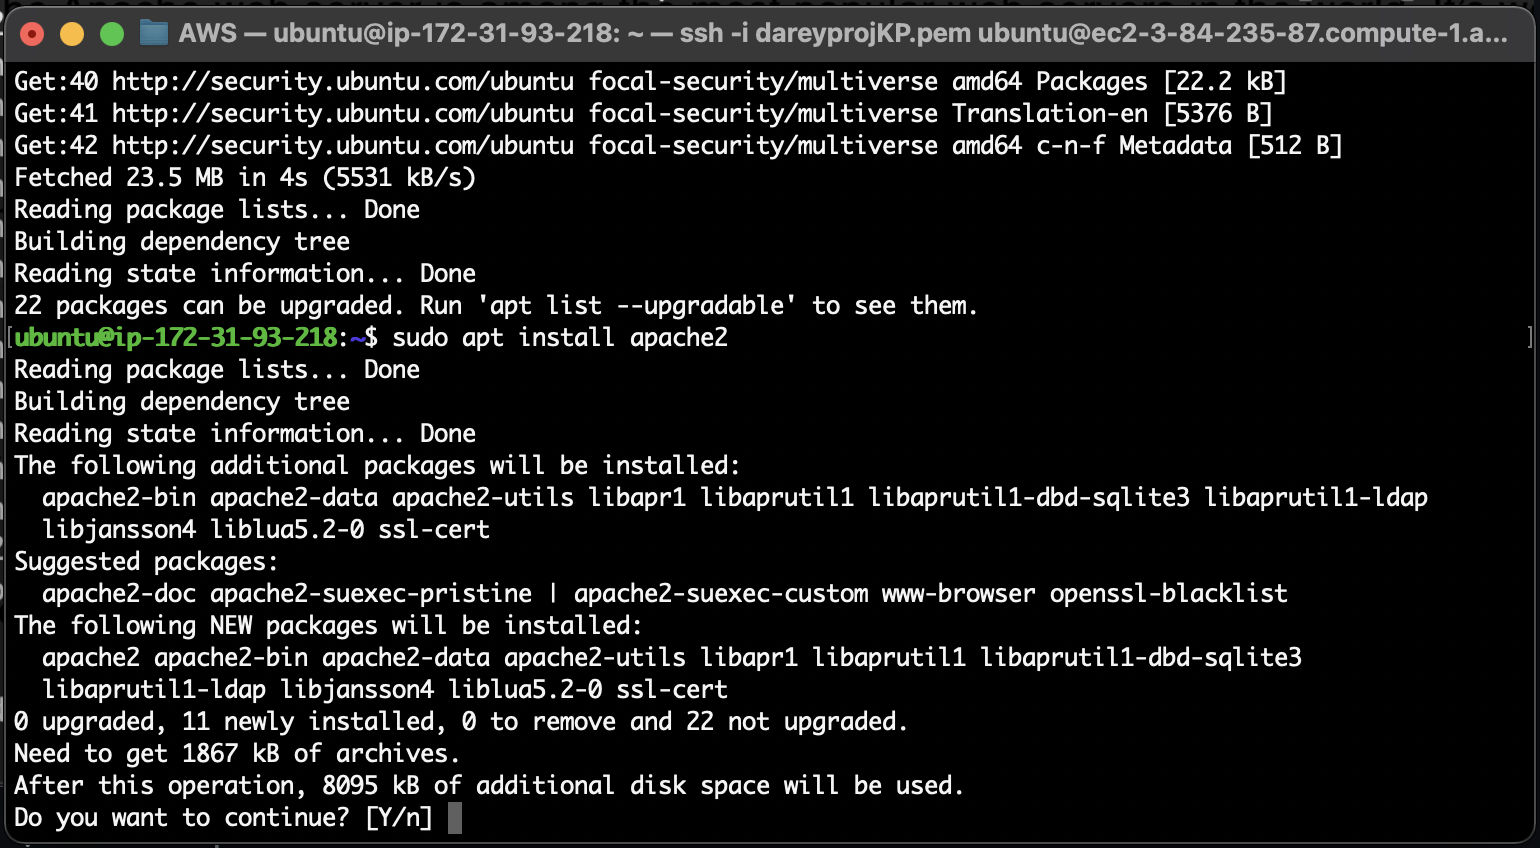 AWS — ubuntu@ip-172-31-93-218: ~ — ssh -i dareyprojKP.pem ubuntu@ec2-3-84-235-87.compute-1.a...
Get:40 http://security.ubuntu.com/ubuntu focal-security/multiverse amd64 Packages [22.2 kB]
Get:41 http://security.ubuntu.com/ubuntu focal-security/multiverse Translation-en [5376 B]
Get:42 http://security.ubuntu.com/ubuntu focal-security/multiverse amd64 c-n-f Metadata [512 B]
Fetched 23.5 MB in 4s (5531 kB/s)
Reading package lists... Done
Building dependency tree
Reading state information... Done
22 packages can be upgraded. Run 'apt list --upgradable' to see them.
[ubuntu@ip-172-31-93-218:~$ sudo apt install apache2 ]
Reading package lists... Done
Building dependency tree
Reading state information... Done
The following additional packages will be installed:
  apache2-bin apache2-data apache2-utils libapr1 libaprutil1 libaprutil1-dbd-sqlite3 libaprutil1-ldap
  libjansson4 liblua5.2-0 ssl-cert
Suggested packages:
  apache2-doc apache2-suexec-pristine | apache2-suexec-custom www-browser openssl-blacklist
The following NEW packages will be installed:
  apache2 apache2-bin apache2-data apache2-utils libapr1 libaprutil1 libaprutil1-dbd-sqlite3
  libaprutil1-ldap libjansson4 liblua5.2-0 ssl-cert
0 upgraded, 11 newly installed, 0 to remove and 22 not upgraded.
Need to get 1867 kB of archives.
After this operation, 8095 kB of additional disk space will be used.
Do you want to continue? [Y/n]